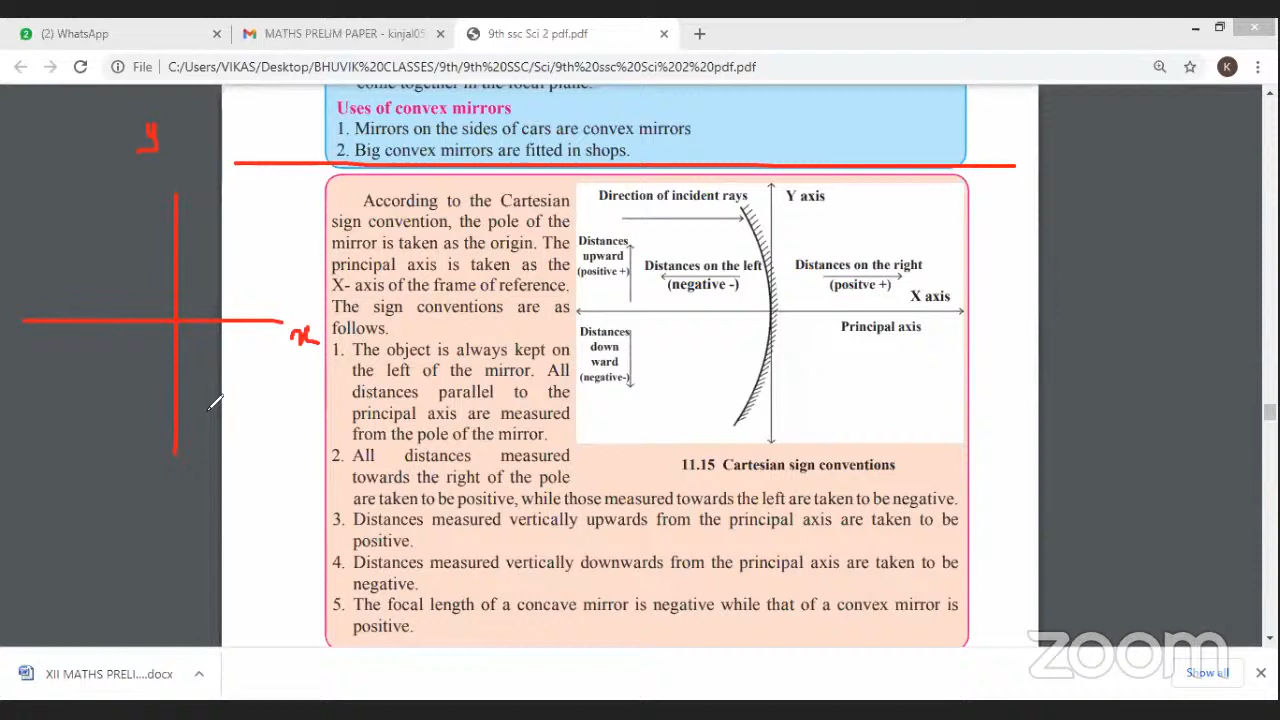 (2) WhatsApp
MATHS PRELIM PAPER - kinjal05
9th ssc Sci 2 pdf.pdf
File
C:/Users/VIKAS/Desktop/BHUVIK%20CLASSES/9th/9th%20SSC/Sci/9th%20ssc%20Sci%202%20pdf.pdf
K
come together in the focal plane.
Uses of convex mirrors
1. Mirrors on the sides of cars are convex mirrors
2. Big convex mirrors are fitted in shops.
y
x
According to the Cartesian
sign convention, the pole of the
mirror is taken as the origin. The
principal axis is taken as the
X- axis of the frame of reference.
The sign conventions are as
follows.
1. The object is always kept on
the left of the mirror. All
distances parallel to the
principal axis are measured
from the pole of the mirror.
2. All distances measured
towards the right of the pole
are taken to be positive, while those measured towards the left are taken to be negative.
3. Distances measured vertically upwards from the principal axis are taken to be
positive.
4. Distances measured vertically downwards from the principal axis are taken to be
negative.
5. The focal length of a concave mirror is negative while that of a convex mirror is
positive.
Direction of incident rays
Y axis
Distances
upward
(positive +)
Distances on the left
(negative -)
Distances on the right
(positve +)
X axis
Principal axis
Distances
down
ward
(negative-)
11.15 Cartesian sign conventions
zoom
XII MATHS PRELI....docx
Show all